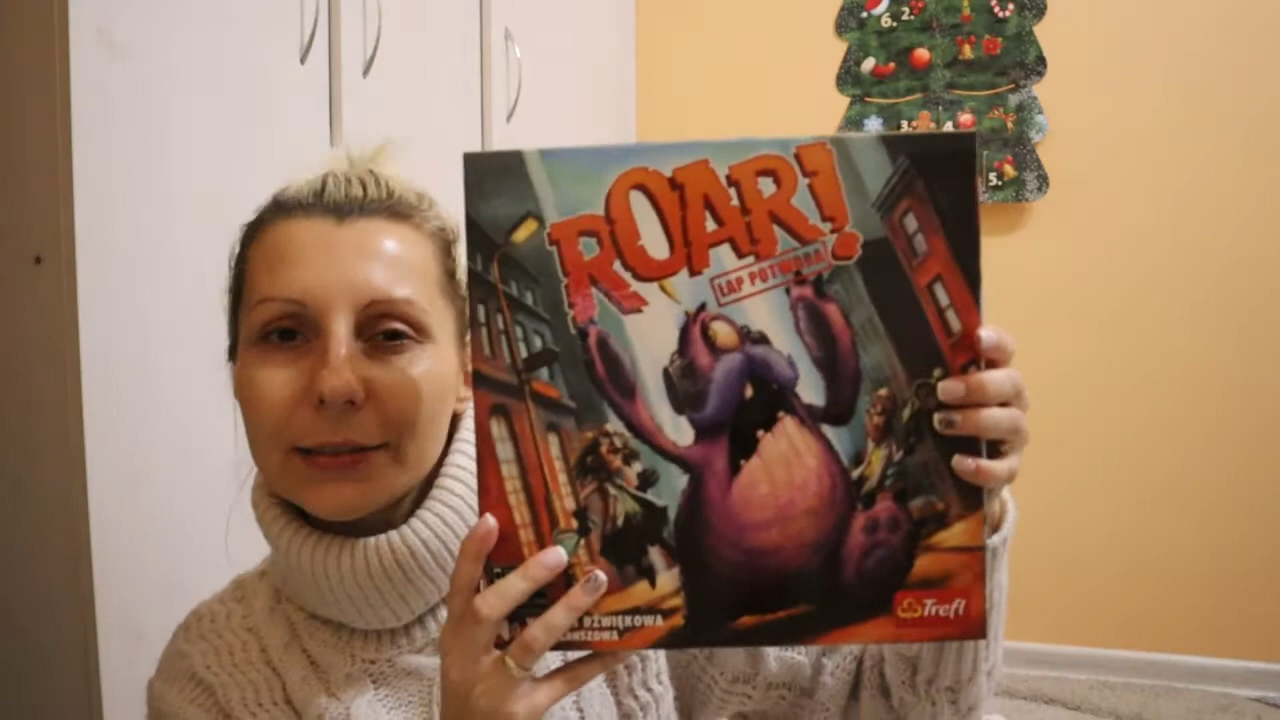 6. 2.
3. 4.
5.
ROAR!
ŁAP POTWORA
DŹWIĘKOWA
Trefl